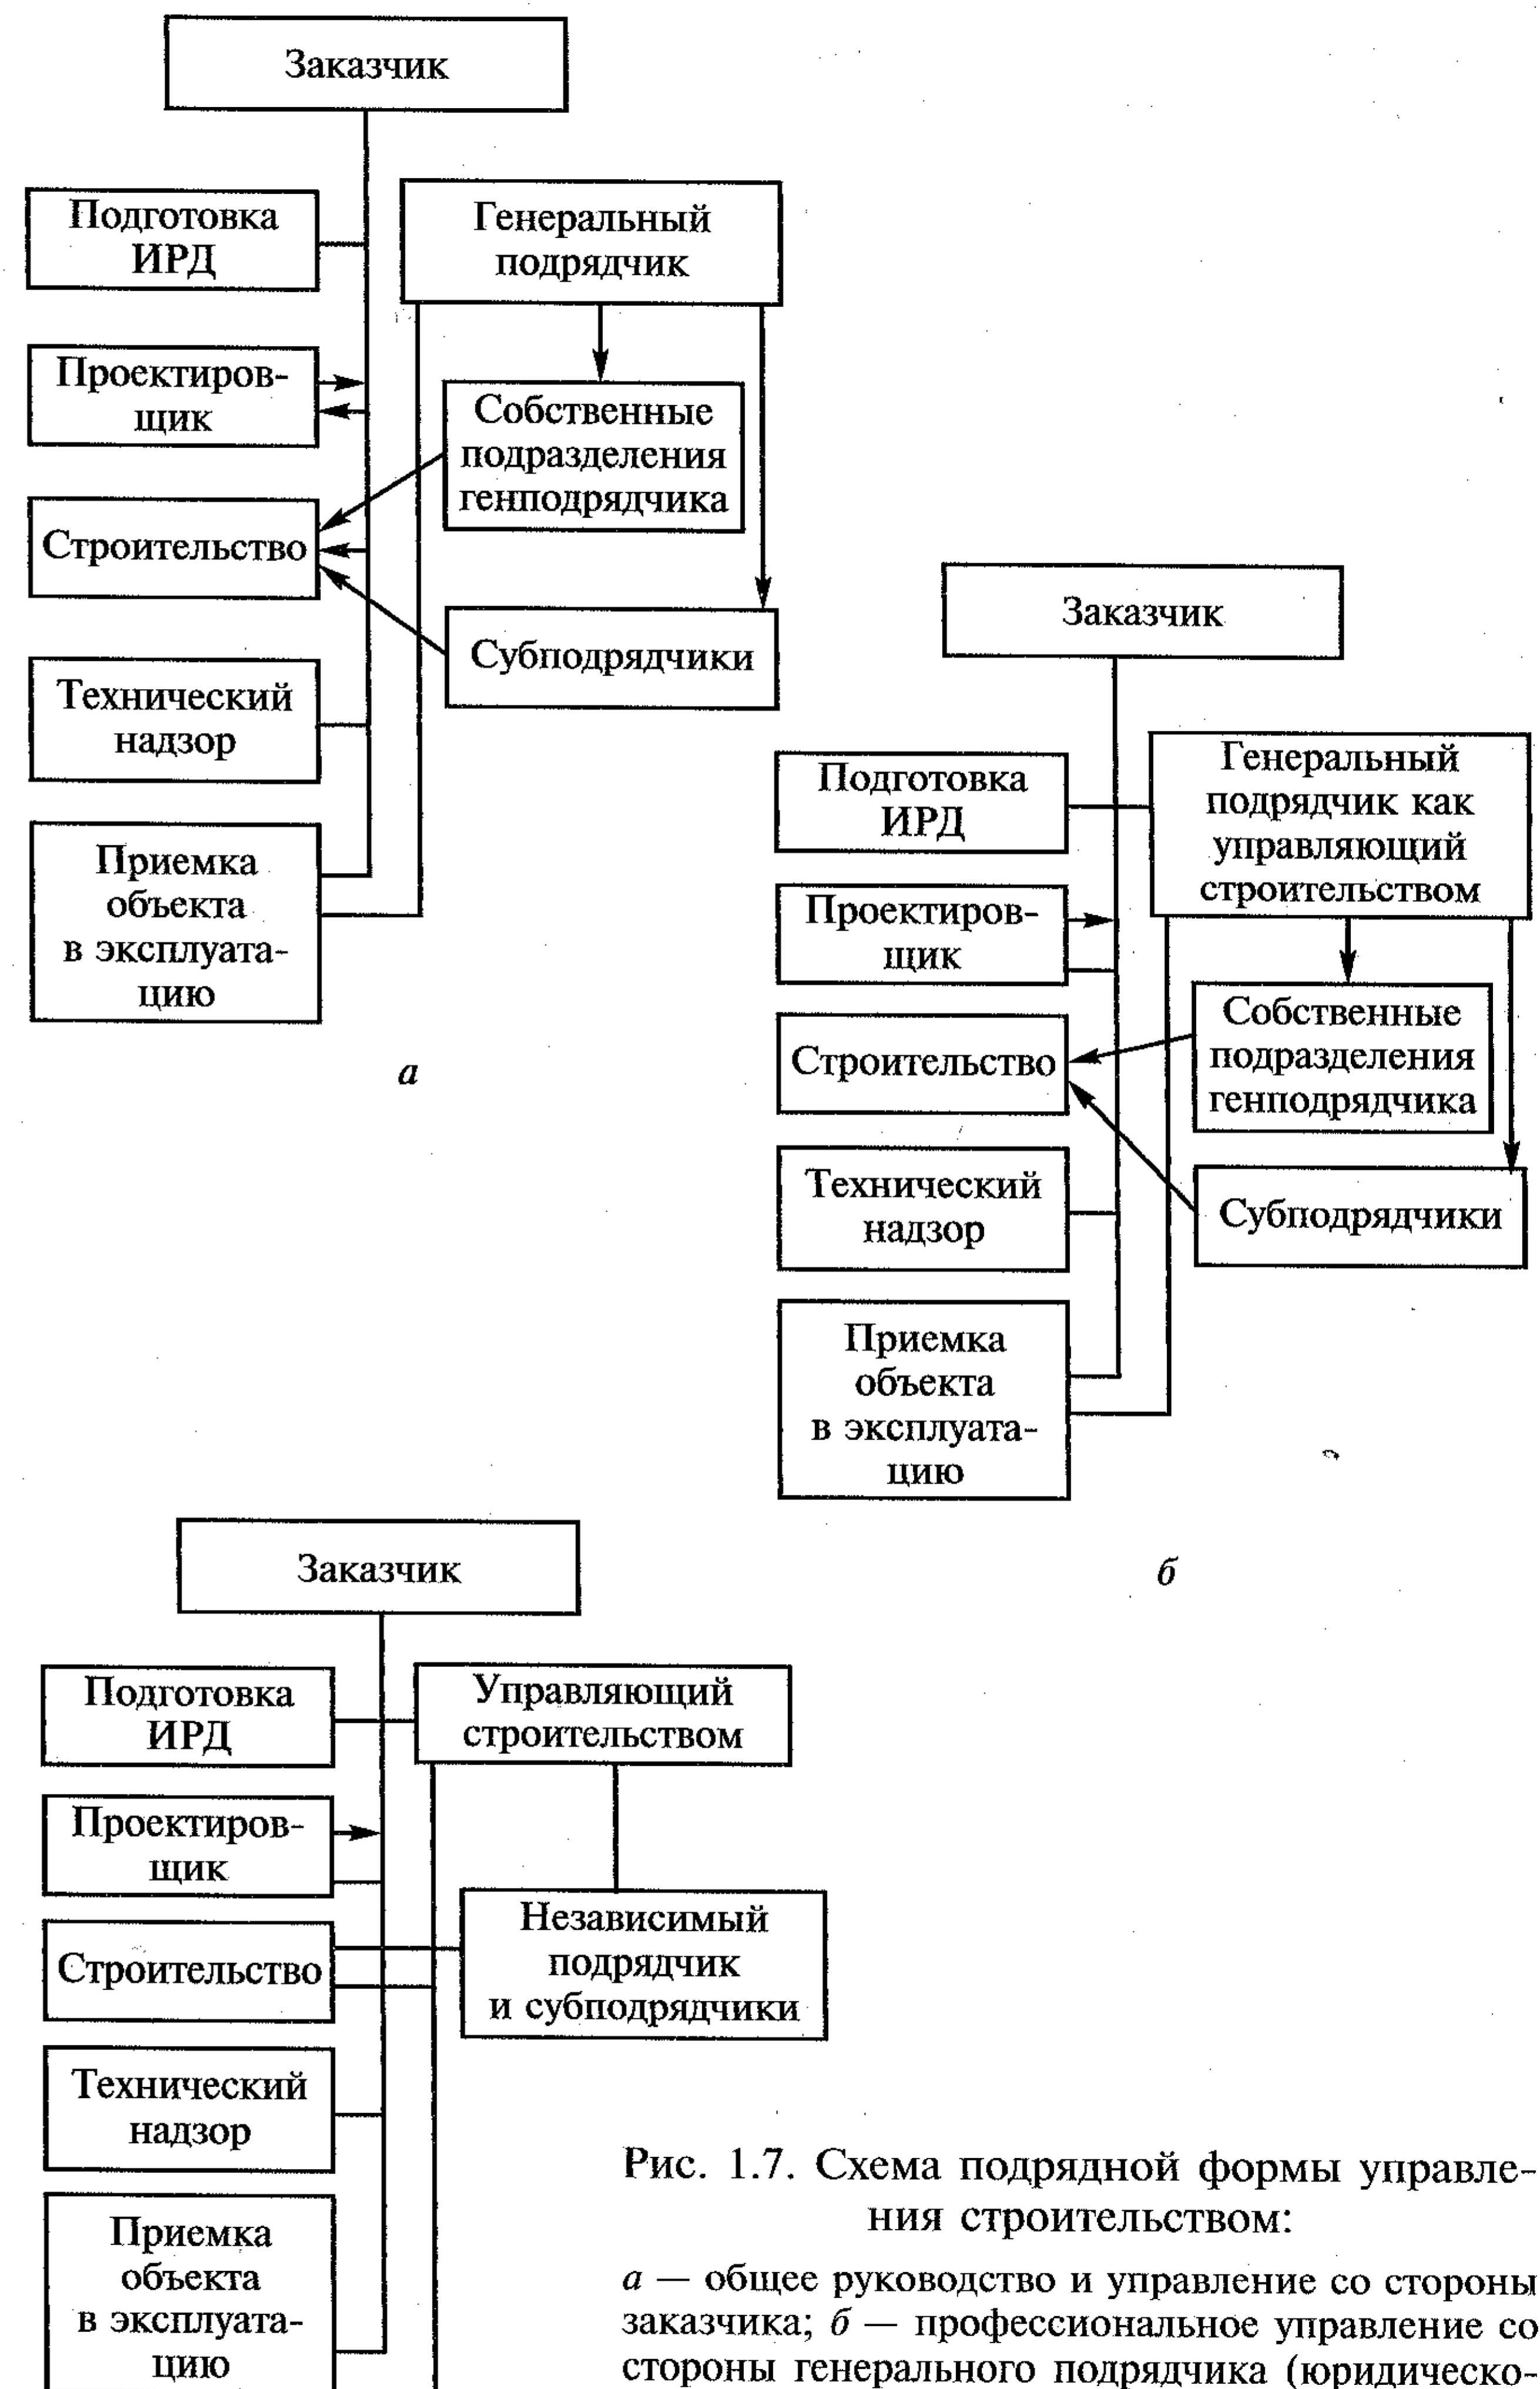 Заказчик
Подготовка
ИРД
Генеральный
подрядчик
Проектиров-
щик
Собственные
подразделения
генподрядчика
Строительство
Субподрядчики
Технический
надзор
Приемка
объекта
в эксплуата-
цию
а
Заказчик
Подготовка
ИРД
Генеральный
подрядчик как
управляющий
строительством
Проектиров-
щик
Собственные
подразделения
генподрядчика
Строительство
Субподрядчики
Технический
надзор
Приемка
объекта
в эксплуата-
цию
б
Заказчик
Подготовка
ИРД
Управляющий
строительством
Проектиров-
щик
Независимый
подрядчик
и субподрядчики
Строительство
Технический
надзор
Приемка
объекта
в эксплуата-
цию
Рис. 1.7. Схема подрядной формы управле-
ния строительством:
а — общее руководство и управление со стороны
заказчика; б — профессиональное управление со
стороны генерального подрядчика (юридическо-